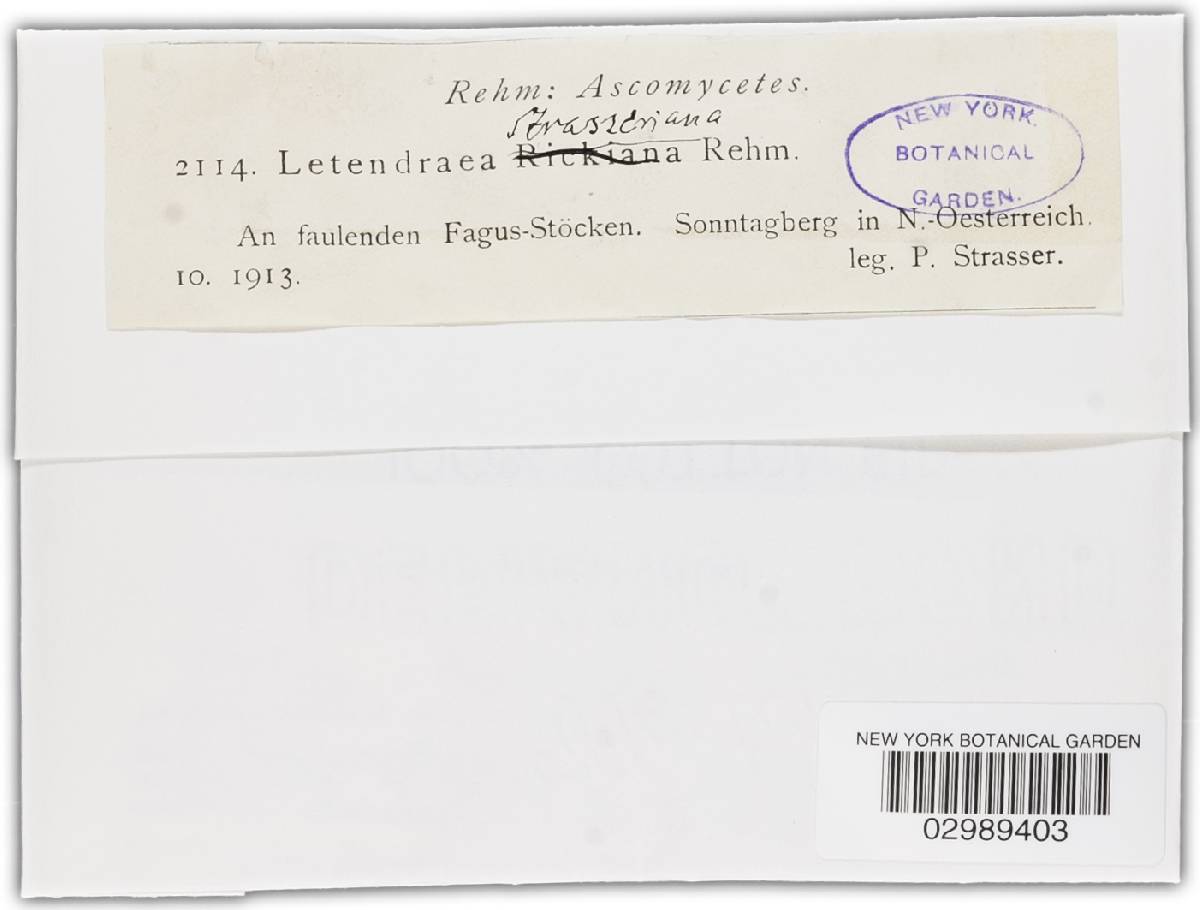 Rehm: Ascomycetes.
strasseriana
2114. Letendraea Rickiana Rehm.
NEW YORK
BOTANICAL
GARDEN.
An faulenden Fagus-Stöcken. Sonntagberg in N.-Oesterreich.
10. 1913.
leg. P. Strasser.
NEW YORK BOTANICAL GARDEN
02989403